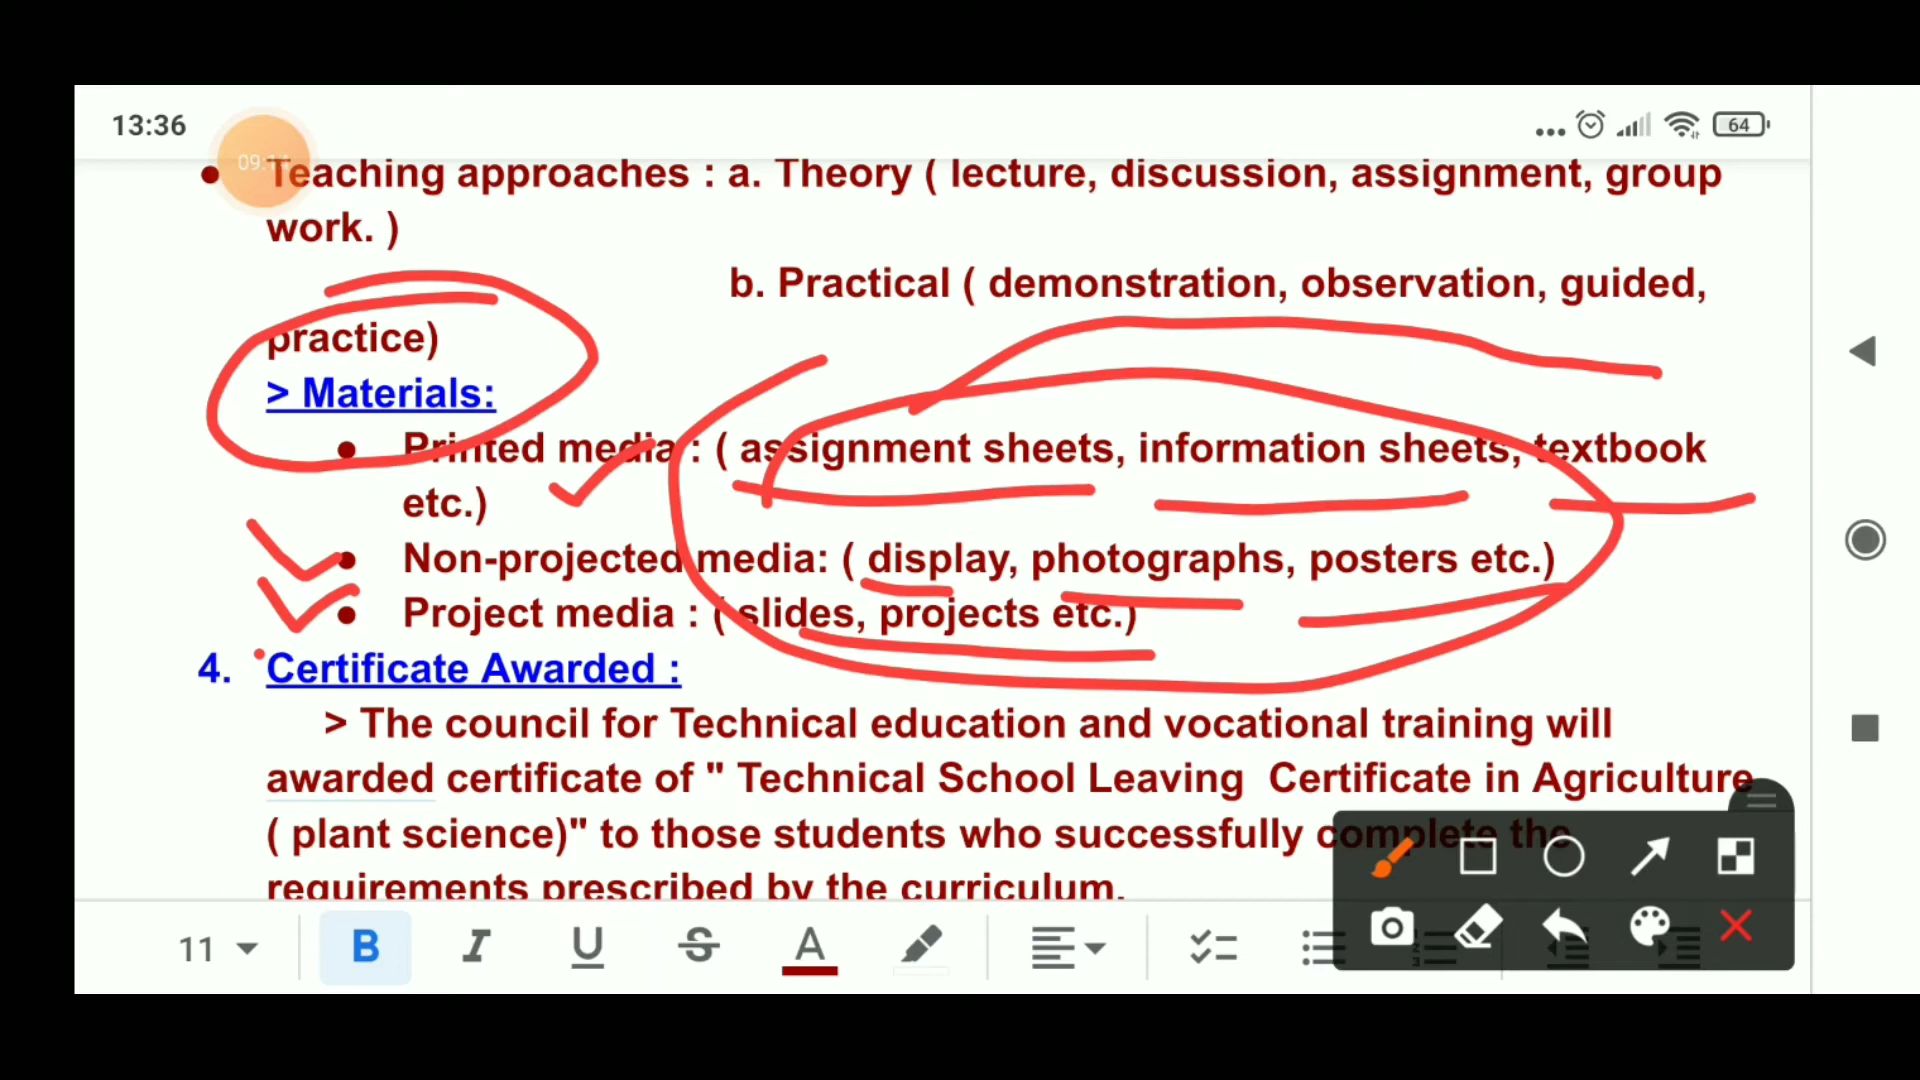 13:36
64
Teaching approaches : a. Theory ( lecture, discussion, assignment, group
work. )
b. Practical ( demonstration, observation, guided,
practice)
> Materials:
Printed media : ( assignment sheets, information sheets, textbook
etc.)
Non-projected media: ( display, photographs, posters etc.)
Project media : ( slides, projects etc.)
4. Certificate Awarded :
> The council for Technical education and vocational training will
awarded certificate of " Technical School Leaving Certificate in Agriculture
( plant science)" to those students who successfully complete the
requirements prescribed by the curriculum.
11 B I U S A